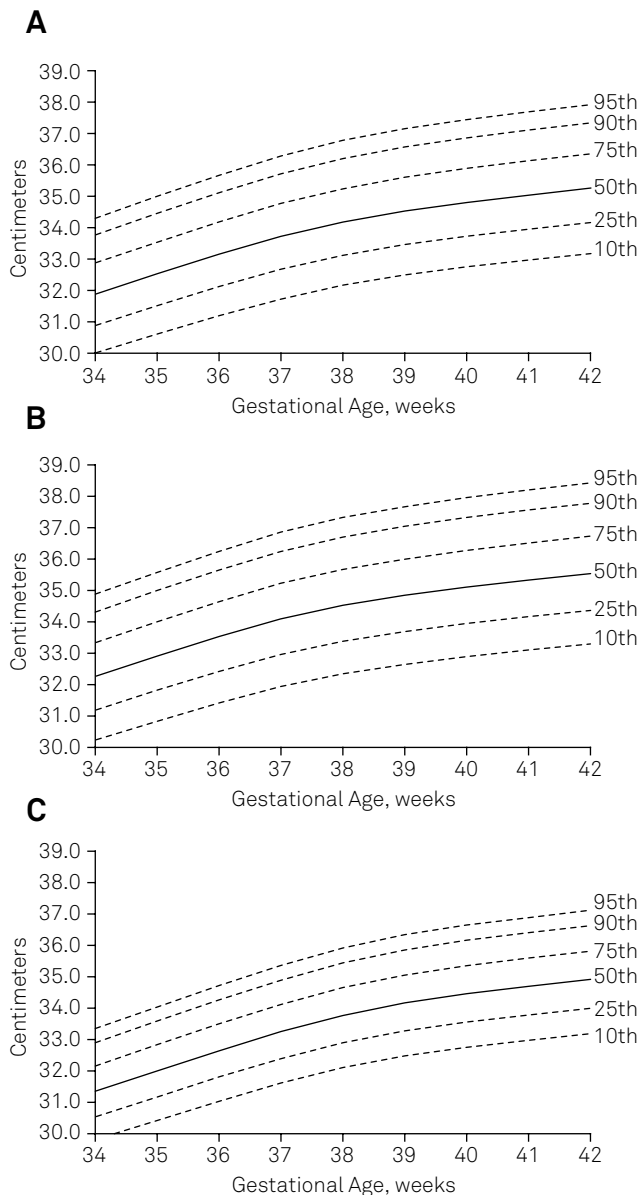 A
39.0
38.0
37.0
36.0
35.0
34.0
33.0
32.0
31.0
30.0
Centimeters
95th
90th
75th
50th
25th
10th
34 35 36 37 38 39 40 41 42
Gestational Age, weeks
B
39.0
38.0
37.0
36.0
35.0
34.0
33.0
32.0
31.0
30.0
Centimeters
95th
90th
75th
50th
25th
10th
34 35 36 37 38 39 40 41 42
Gestational Age, weeks
C
39.0
38.0
37.0
36.0
35.0
34.0
33.0
32.0
31.0
30.0
Centimeters
95th
90th
75th
50th
25th
10th
34 35 36 37 38 39 40 41 42
Gestational Age, weeks